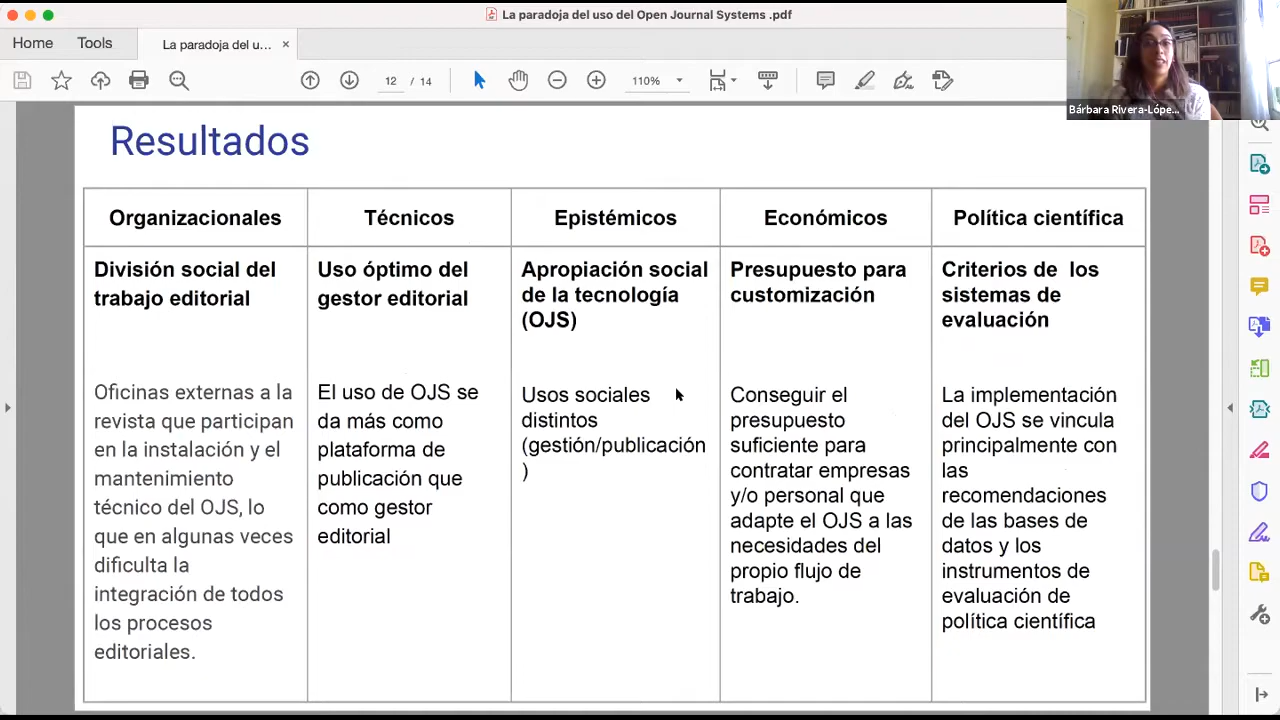 La paradoja del uso del Open Journal Systems .pdf
Home
Tools
La paradoja del u...
×
12 / 14
110%
Bárbara Rivera-Lópe...
Resultados
Organizacionales
Técnicos
Epistémicos
Económicos
Política científica
División social del
trabajo editorial
Uso óptimo del
gestor editorial
Apropiación social
de la tecnología
(OJS)
Presupuesto para
customización
Criterios de los
sistemas de
evaluación
Oficinas externas a la
revista que participan
en la instalación y el
mantenimiento
técnico del OJS, lo
que en algunas veces
dificulta la
integración de todos
los procesos
editoriales.
El uso de OJS se
da más como
plataforma de
publicación que
como gestor
editorial
Usos sociales
distintos
(gestión/publicación
)
Conseguir el
presupuesto
suficiente para
contratar empresas
y/o personal que
adapte el OJS a las
necesidades del
propio flujo de
trabajo.
La implementación
del OJS se vincula
principalmente con
las
recomendaciones
de las bases de
datos y los
instrumentos de
evaluación de
política científica